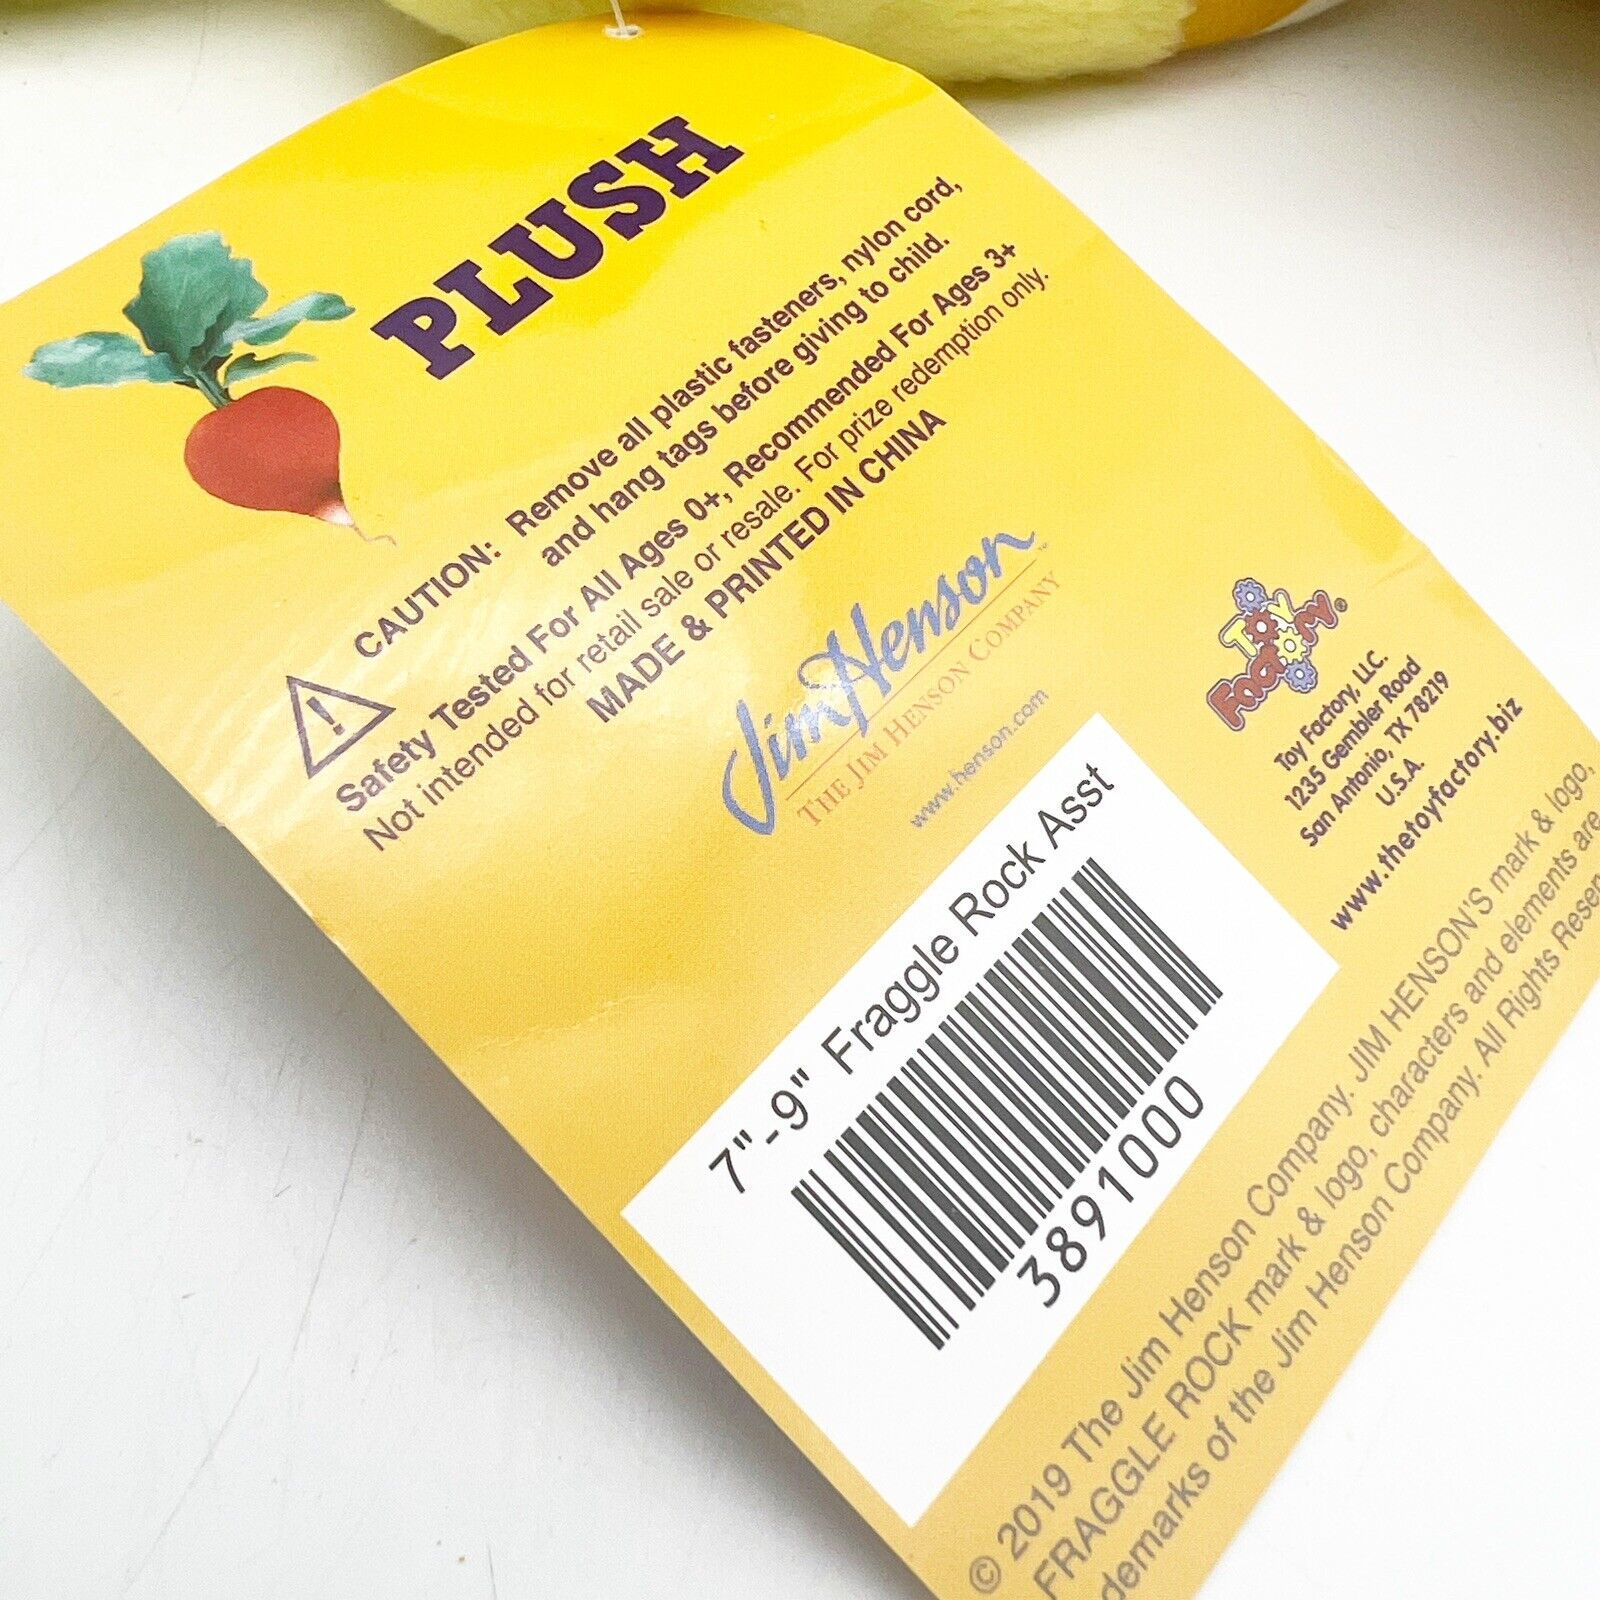 PLUSH
CAUTION: Remove all plastic fasteners, nylon cord,
and hang tags before giving to child.
Safety Tested For All Ages 0+, Recommended For Ages 3+
Not intended for retail sale or resale. For prize redemption only.
MADE & PRINTED IN CHINA
!
Jim Henson™
THE JIM HENSON COMPANY
www.henson.com
TOY
FACTORY®
Toy Factory, LLC.
1235 Gembler Road
San Antonio, TX 78219
U.S.A.
www.thetoyfactory.biz
7"-9" Fraggle Rock Asst
3891000
© 2019 The Jim Henson Company. JIM HENSON'S mark & logo,
FRAGGLE ROCK mark & logo, characters and elements are
of the Jim Henson Company. All Rights